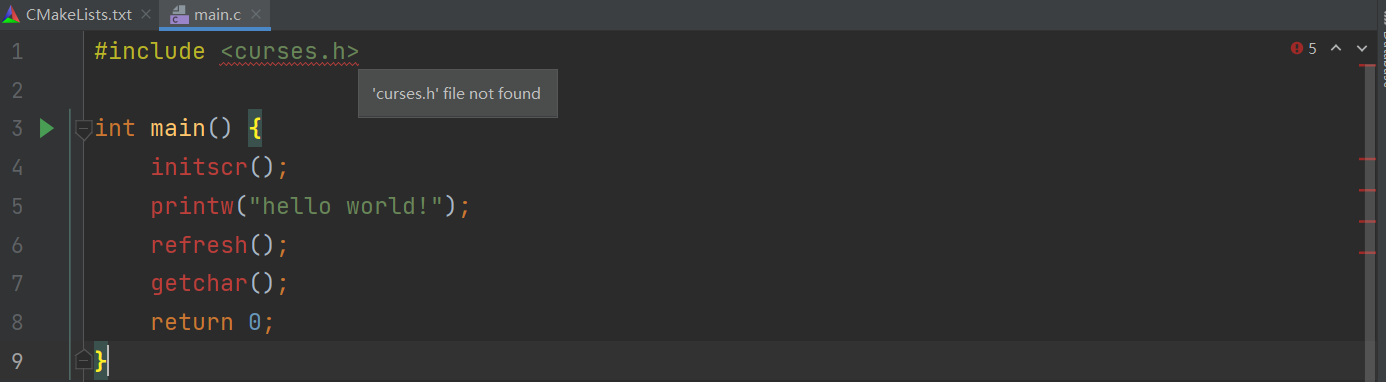 CMakeLists.txt main.c
1 #include <curses.h> 5
'curses.h' file not found
2
3 int main() {
4 initscr();
5 printw("hello world!");
6 refresh();
7 getchar();
8 return 0;
9 }